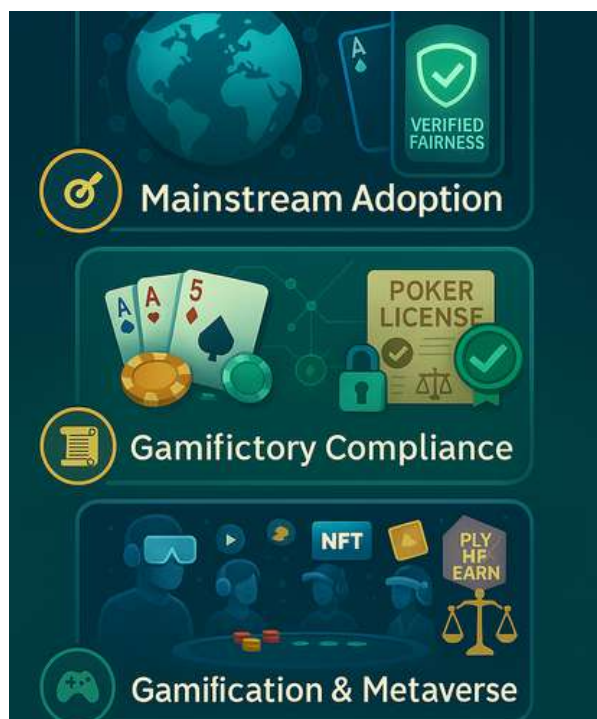 A
VERIFIED
FAIRNESS
Mainstream Adoption
A A 5
POKER
LICENSE
Gamifictory Compliance
NFT
PLY
HF
EARN
Gamification & Metaverse